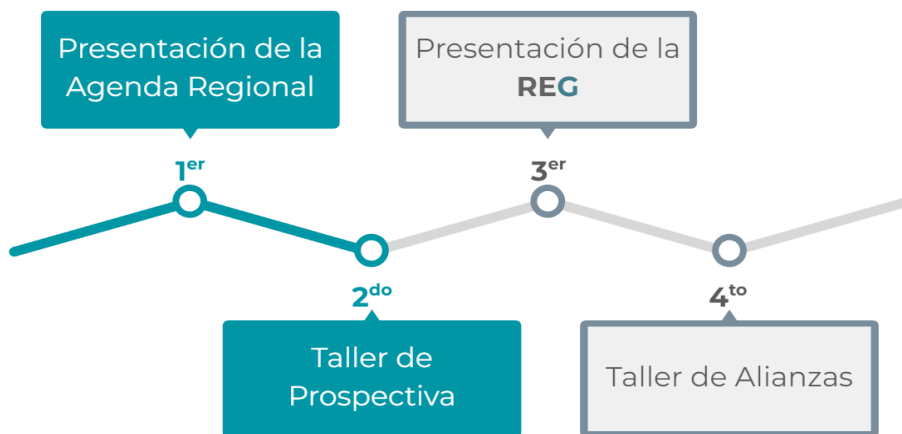 Presentación de la
Agenda Regional
Presentación de la
REG
1er
3er
2do
4to
Taller de
Prospectiva
Taller de Alianzas